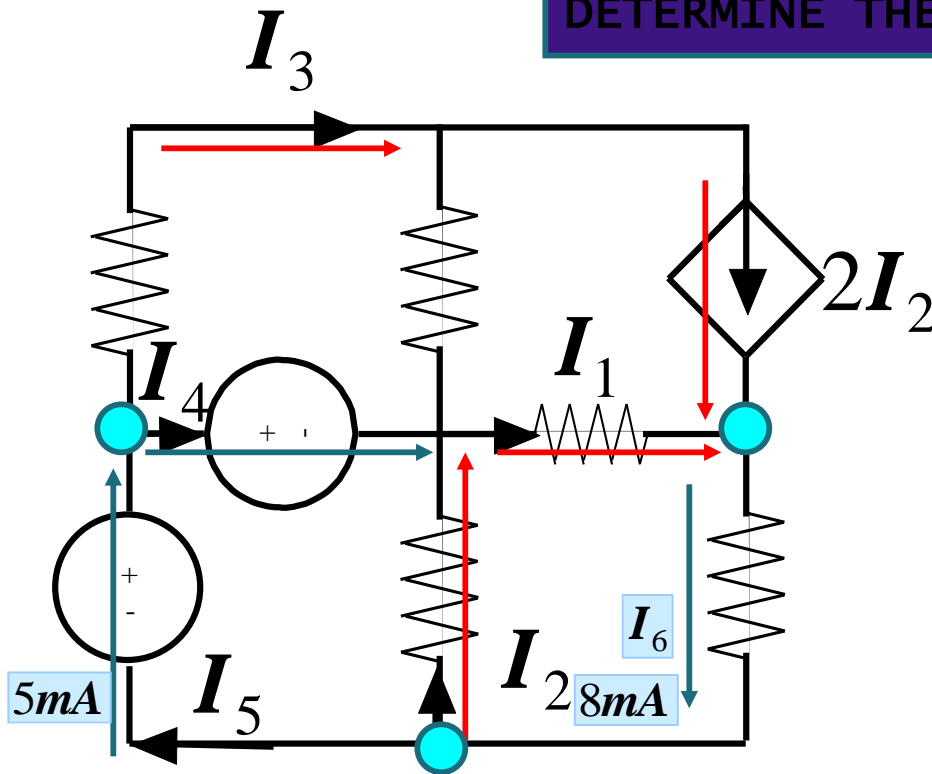 DETERMINE THE
I3
2I2
I1
I4
+ -
+
-
I6
I2
8mA
5mA
I5